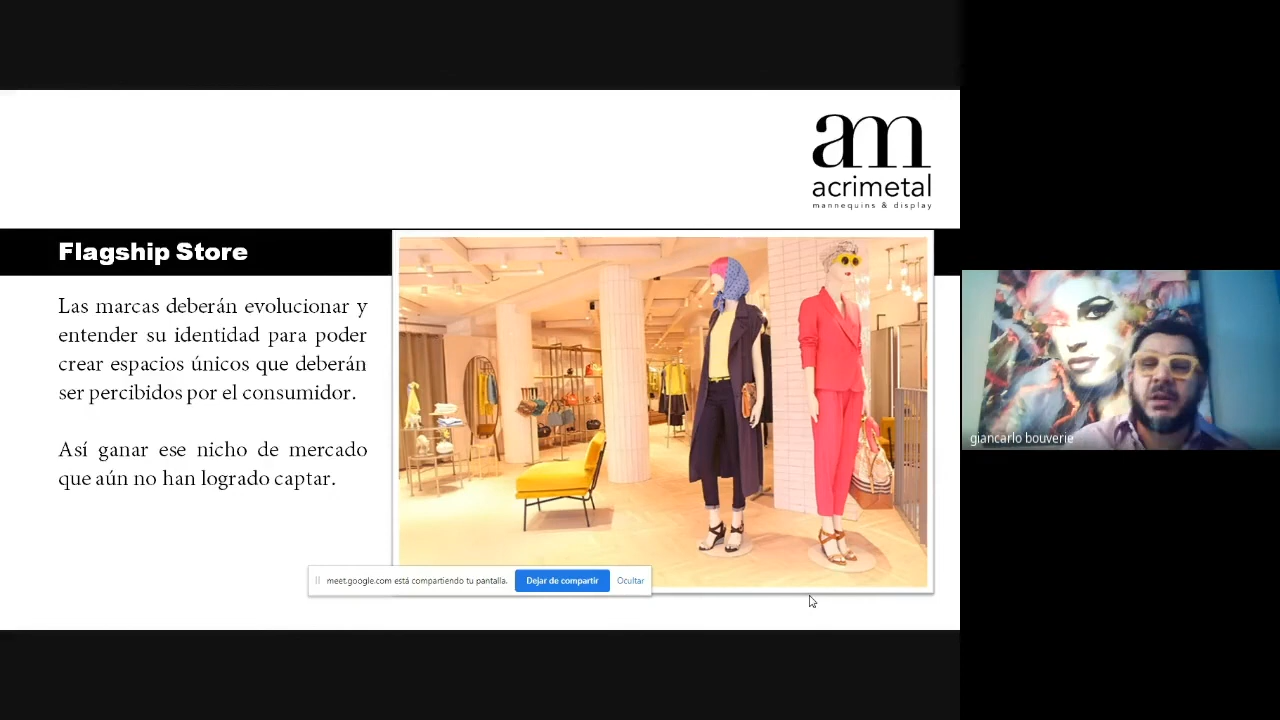 am
acrimetal
mannequins & display
Flagship Store
Las marcas deberán evolucionar y
entender su identidad para poder
crear espacios únicos que deberán
ser percibidos por el consumidor.
Así ganar ese nicho de mercado
que aún no han logrado captar.
meet.google.com está compartiendo tu pantalla.
Dejar de compartir
Ocultar
giancarlo bouverie